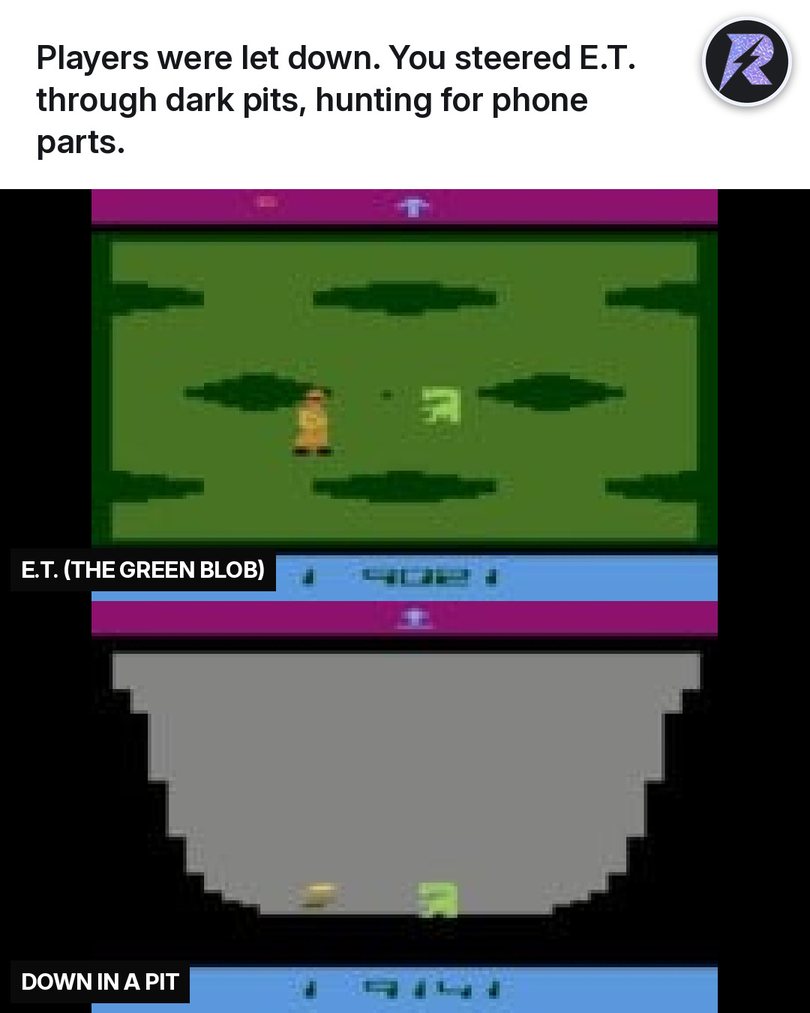 Players were let down. You steered E.T.
through dark pits, hunting for phone
parts.
R
E.T. (THE GREEN BLOB)
DOWN IN A PIT